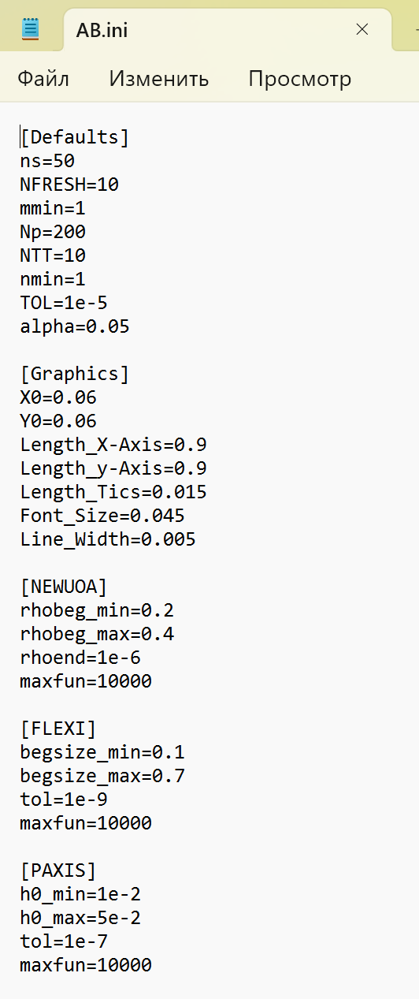 AB.ini
Файл Изменить Просмотр
[Defaults]
ns=50
NFRESH=10
mmin=1
Np=200
NTT=10
nmin=1
TOL=1e-5
alpha=0.05
[Graphics]
X0=0.06
Y0=0.06
Length_X-Axis=0.9
Length_y-Axis=0.9
Length_Tics=0.015
Font_Size=0.045
Line_Width=0.005
[NEWUOA]
rhobeg_min=0.2
rhobeg_max=0.4
rhoend=1e-6
maxfun=10000
[FLEXI]
begsize_min=0.1
begsize_max=0.7
tol=1e-9
maxfun=10000
[PAXIS]
h0_min=1e-2
h0_max=5e-2
tol=1e-7
maxfun=10000